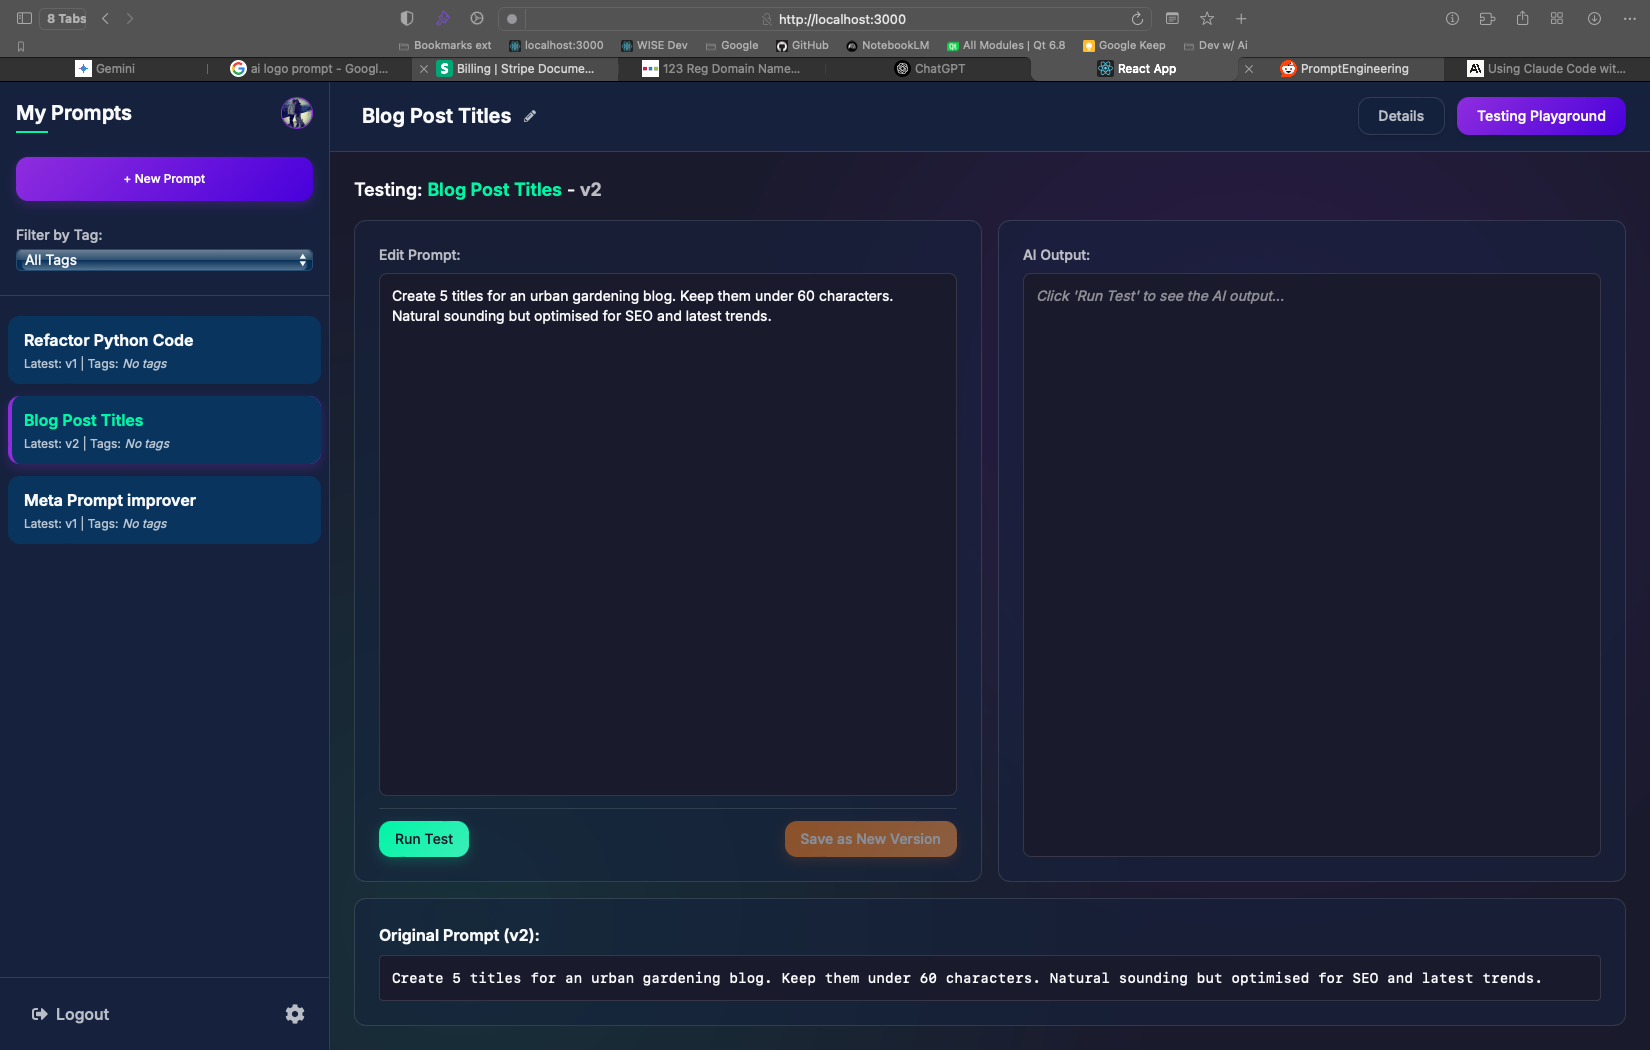 8 Tabs
http://localhost:3000
Bookmarks ext
localhost:3000
WISE Dev
Google
GitHub
NotebookLM
All Modules | Qt 6.8
Google Keep
Dev w/ Ai
Gemini
ai logo prompt - Googl...
Billing | Stripe Docume...
123 Reg Domain Name...
ChatGPT
React App
PromptEngineering
Using Claude Code wit...
My Prompts
+ New Prompt
Filter by Tag:
All Tags
Refactor Python Code
Latest: v1 | Tags: No tags
Blog Post Titles
Latest: v2 | Tags: No tags
Meta Prompt improver
Latest: v1 | Tags: No tags
Logout
Blog Post Titles
Details
Testing Playground
Testing: Blog Post Titles - v2
Edit Prompt:
Create 5 titles for an urban gardening blog. Keep them under 60 characters.
Natural sounding but optimised for SEO and latest trends.
Run Test
Save as New Version
AI Output:
Click 'Run Test' to see the AI output...
Original Prompt (v2):
Create 5 titles for an urban gardening blog. Keep them under 60 characters. Natural sounding but optimised for SEO and latest trends.